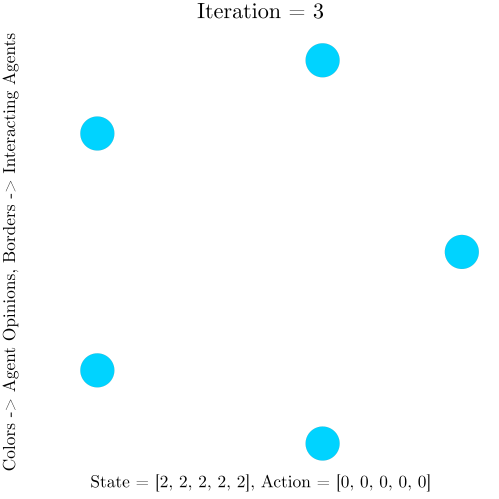 Iteration = 3
Colors -> Agent Opinions, Borders -> Interacting Agents
State = [2, 2, 2, 2, 2], Action = [0, 0, 0, 0, 0]